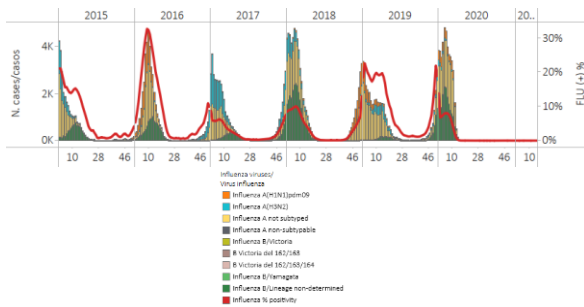 2015 2016 2017 2018 2019 2020 20..
N. cases/casos
4K
2K
0K
30%
20%
10%
0%
FLU (+) %
10 28 46 10 28 46 10 28 46 10 28 46 10 28 46 10 28 46 10
Influenza viruses/
Virus influenza
Influenza A(H1N1)pdm09
Influenza A(H3N2)
Influenza A not subtyped
Influenza A non-subtypable
Influenza B/Victoria
B Victoria del 162/163
B Victoria del 162/163/164
Influenza B/Yamagata
Influenza B/Lineage non-determined
Influenza % positivity